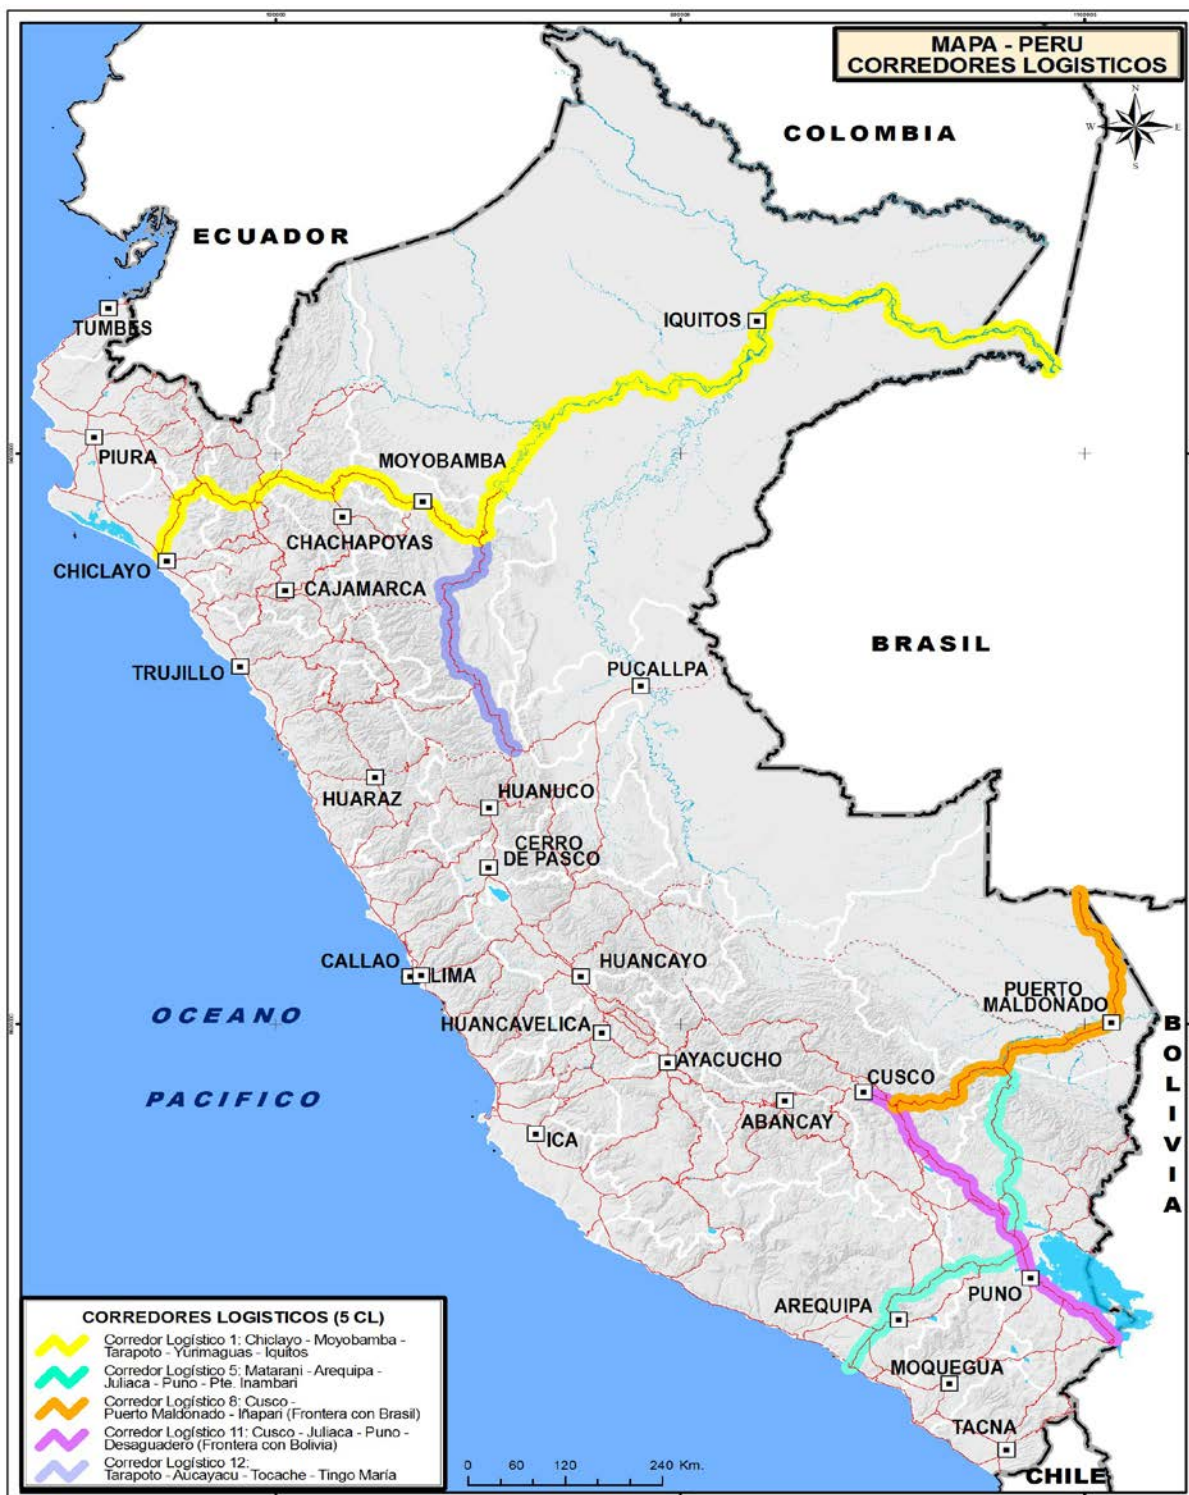 MAPA - PERU
CORREDORES LOGISTICOS
N
W
E
S
COLOMBIA
ECUADOR
TUMBES
IQUITOS
PIURA
MOYOBAMBA
CHACHAPOYAS
CHICLAYO
CAJAMARCA
BRASIL
TRUJILLO
PUCALLPA
HUARAZ
HUANUCO
CERRO
DE PASCO
CALLAO
LIMA
HUANCAYO
PUERTO
MALDONADO
OCEANO
PACIFICO
HUANCAVELICA
AYACUCHO
CUSCO
ABANCAY
ICA
BOLIVIA
AREQUIPA
PUNO
MOQUEGUA
TACNA
CHILE
CORREDORES LOGISTICOS (5 CL)
Corredor Logístico 1: Chiclayo - Moyobamba -
Tarapoto - Yurimaguas - Iquitos
Corredor Logístico 5: Matarani - Arequipa -
Juliaca - Puno - Pte. Inambari
Corredor Logístico 8: Cusco -
Puerto Maldonado - Iñapari (Frontera con Brasil)
Corredor Logístico 11: Cusco - Juliaca - Puno -
Desaguadero (Frontera con Bolivia)
Corredor Logístico 12:
Tarapoto - Aucayacu - Tocache - Tingo María
0 60 120 240 Km.